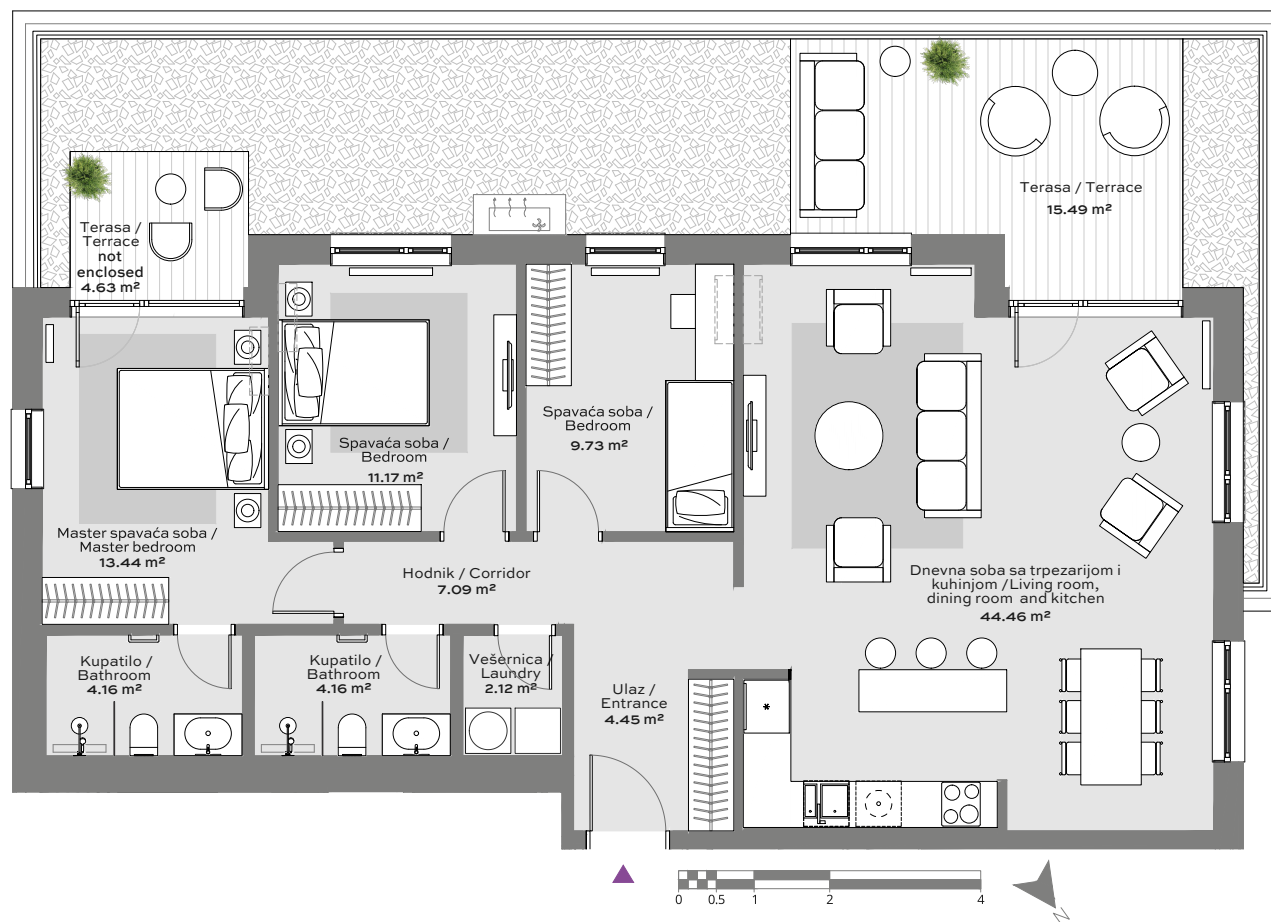 Terasa / Terrace
15.49 m²
Terasa /
Terrace
not
enclosed
4.63 m²
Spavaća soba /
Bedroom
9.73 m²
Spavaća soba /
Bedroom
11.17 m²
Master spavaća soba /
Master bedroom
13.44 m²
Hodnik / Corridor
7.09 m²
Dnevna soba sa trpezarijom i
kuhinjom /Living room,
dining room and kitchen
44.46 m²
Kupatilo /
Bathroom
4.16 m²
Kupatilo /
Bathroom
4.16 m²
Vešernica /
Laundry
2.12 m²
Ulaz /
Entrance
4.45 m²
*
0 0.5 1 2 4
N